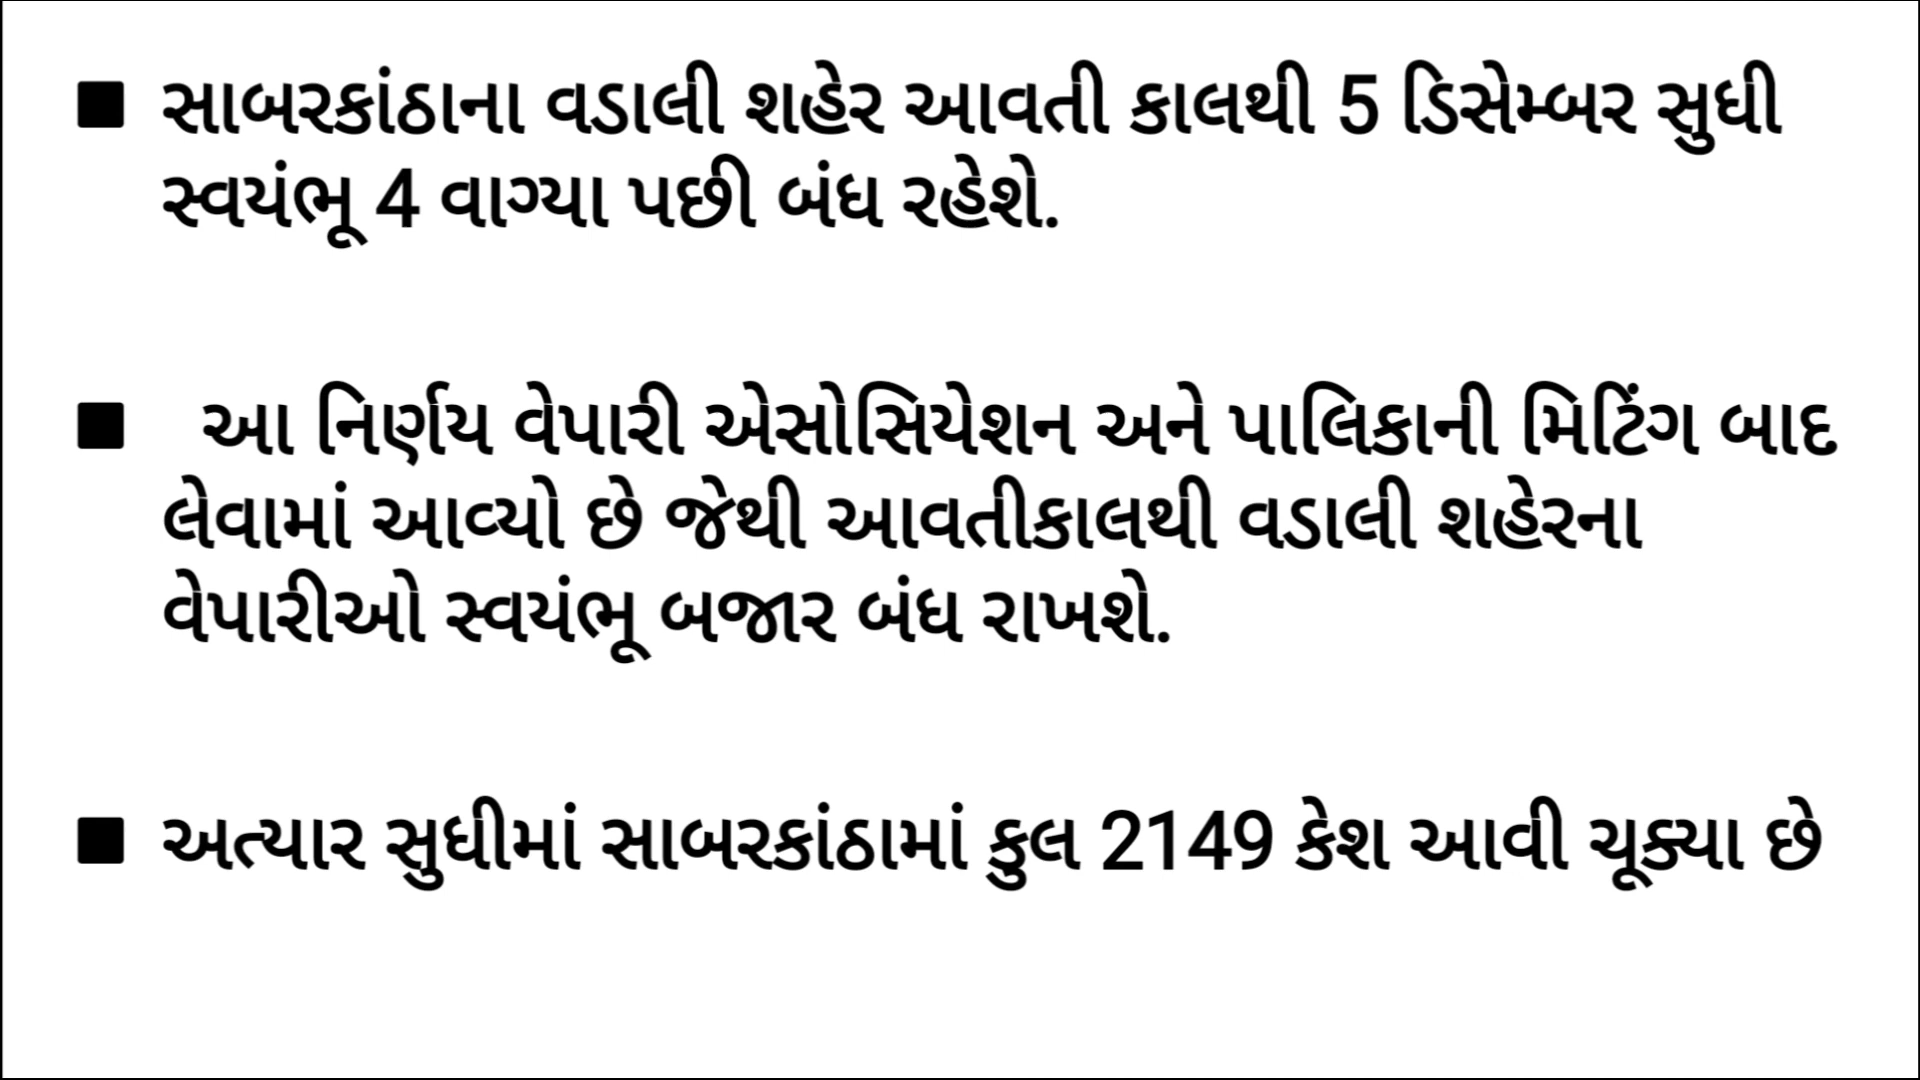 ■ સાબરકાંઠાના વડાલી શહેર આવતી કાલથી 5 ડિસેમ્બર સુધી
સ્વયંભૂ 4 વાગ્યા પછી બંધ રહેશે.
■ આ નિર્ણય વેપારી એસોસિયેશન અને પાલિકાની મિટિંગ બાદ
લેવામાં આવ્યો છે જેથી આવતીકાલથી વડાલી શહેરના
વેપારીઓ સ્વયંભૂ બજાર બંધ રાખશે.
■ અત્યાર સુધીમાં સાબરકાંઠામાં કુલ 2149 કેશ આવી ચૂક્યા છે